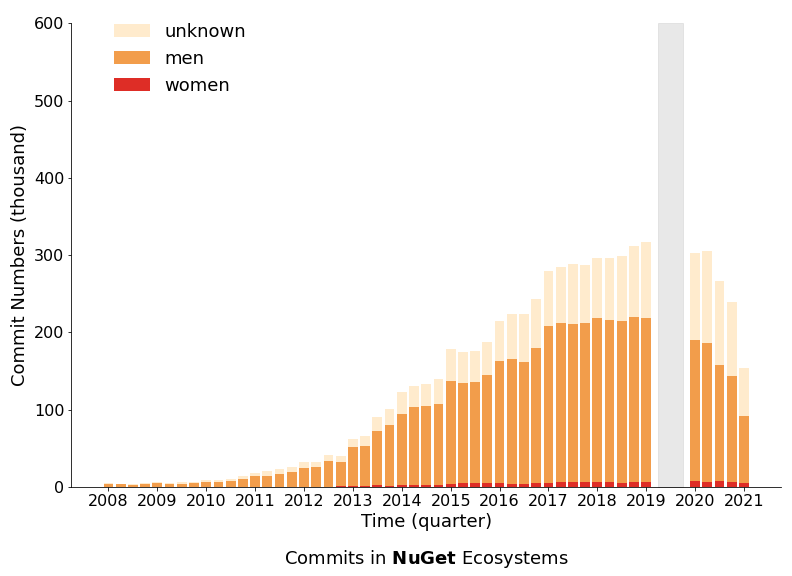 unknown
men
women
600
500
400
300
200
100
0
Commit Numbers (thousand)
2008 2009 2010 2011 2012 2013 2014 2015 2016 2017 2018 2019 2020 2021
Time (quarter)
Commits in NuGet Ecosystems